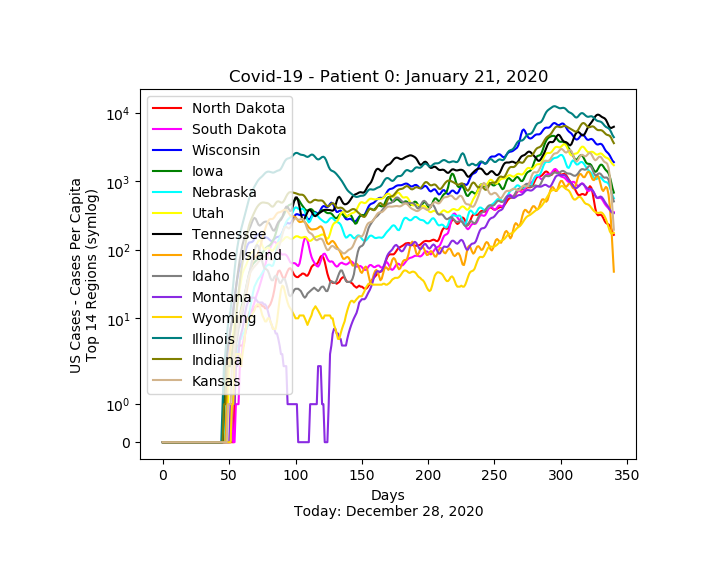 Covid-19 - Patient 0: January 21, 2020
US Cases - Cases Per Capita
Top 14 Regions (symlog)
10^4
10^3
10^2
10^1
10^0
0
North Dakota
South Dakota
Wisconsin
Iowa
Nebraska
Utah
Tennessee
Rhode Island
Idaho
Montana
Wyoming
Illinois
Indiana
Kansas
0 50 100 150 200 250 300 350
Days
Today: December 28, 2020